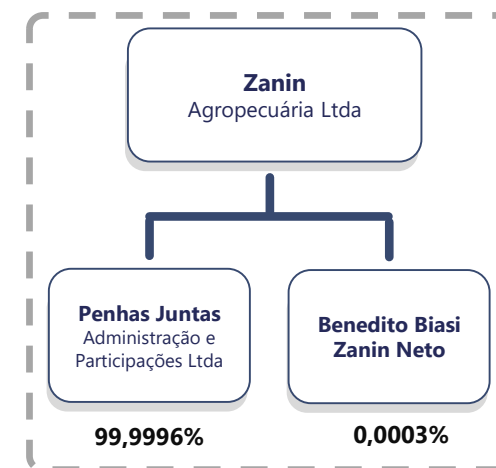 Zanin
Agropecuária Ltda
Penhas Juntas
Administração e
Participações Ltda
Benedito Biasi
Zanin Neto
99,9996%
0,0003%